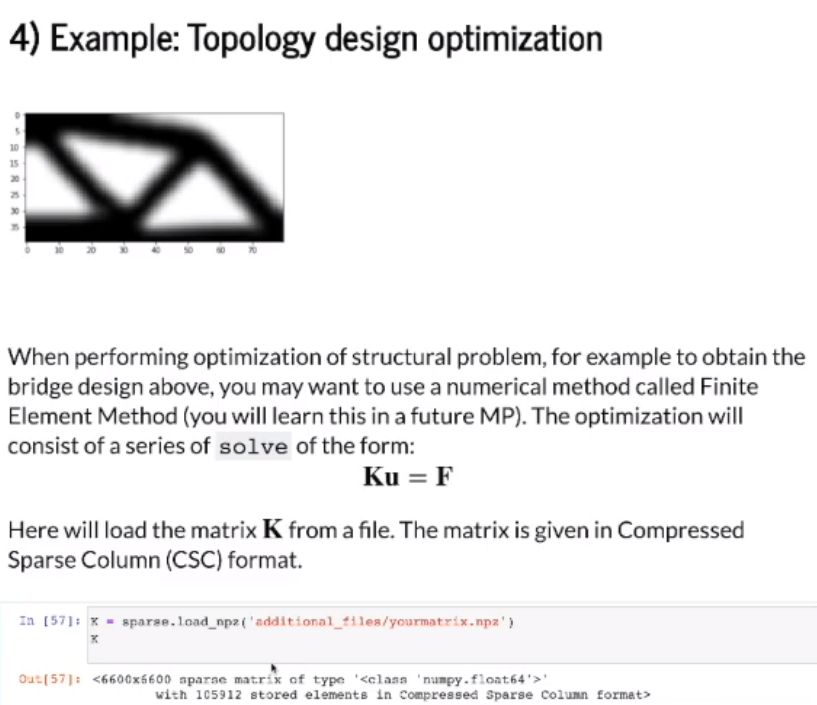 4) Example: Topology design optimization
0
5
10
15
20
25
30
35
0 10 20 30 40 50 60 70
When performing optimization of structural problem, for example to obtain the
bridge design above, you may want to use a numerical method called Finite
Element Method (you will learn this in a future MP). The optimization will
consist of a series of solve of the form:
Ku = F
Here will load the matrix K from a file. The matrix is given in Compressed
Sparse Column (CSC) format.
In [57]: K = sparse.load_npz('additional_files/yourmatrix.npz')
K
Out[57]: <6600x6600 sparse matrix of type '<class 'numpy.float64'>'
with 105912 stored elements in Compressed Sparse Column format>